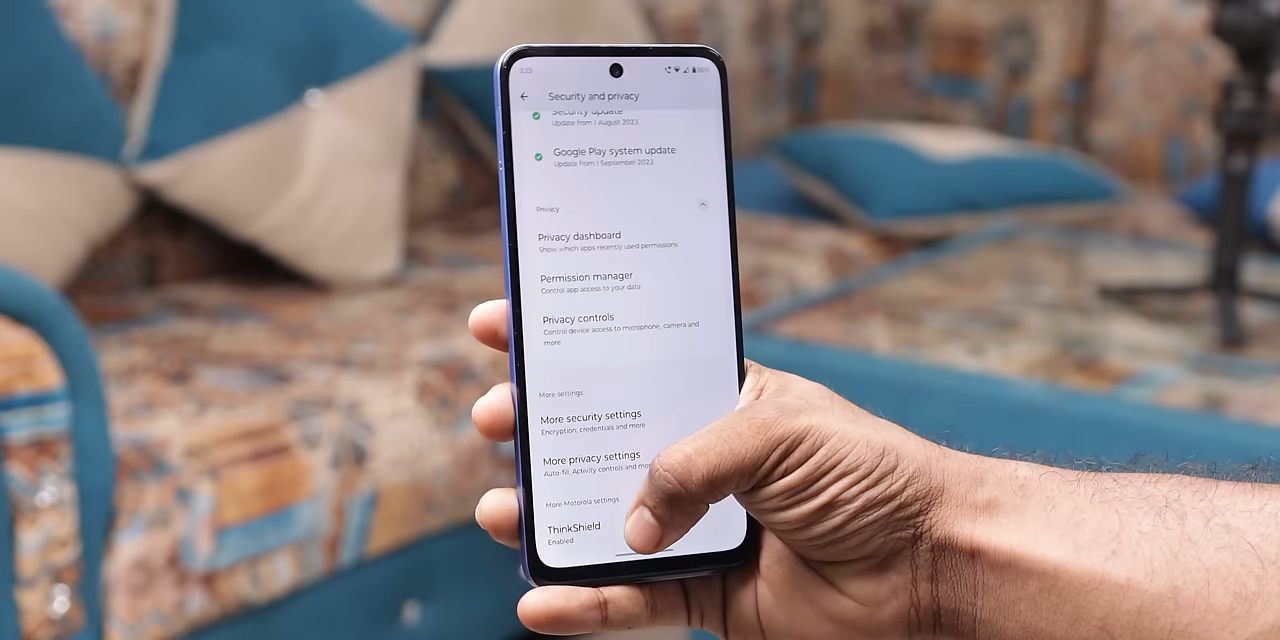 3:25
Security and privacy
Security update
Update from 1 August 2023
Google Play system update
Update from 1 September 2023
Privacy
Privacy dashboard
Show which apps recently used permissions
Permission manager
Control app access to your data
Privacy controls
Control device access to microphone, camera and
more
More settings
More security settings
Encryption, credentials and more
More privacy settings
Auto-fill, Activity controls and
More Motorola settings
ThinkShield
Enabled